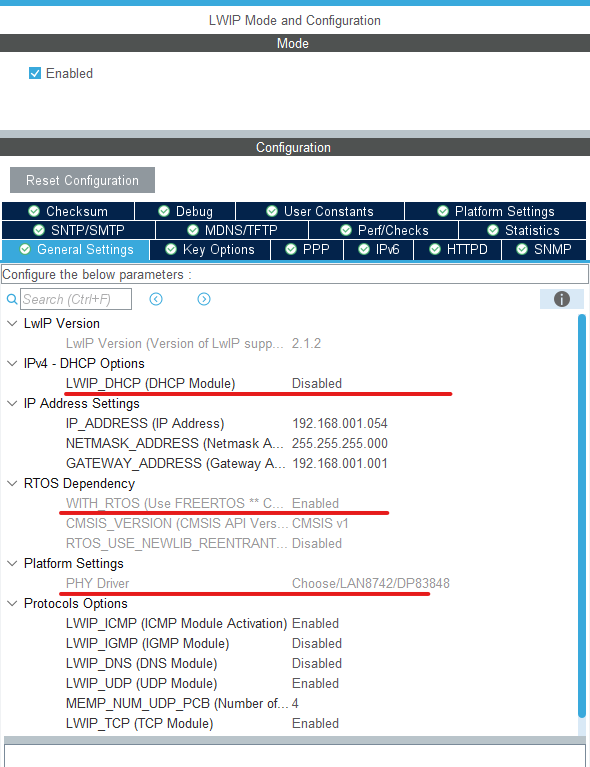 LWIP Mode and Configuration
Mode
Enabled
Configuration
Reset Configuration
Checksum Debug User Constants Platform Settings
SNTP/SMTP MDNS/TFTP Perf/Checks Statistics
General Settings Key Options PPP IPv6 HTTPD SNMP
Configure the below parameters :
Search (Ctrl+F)
LwIP Version
LwIP Version (Version of LwIP supp... 2.1.2
IPv4 - DHCP Options
LWIP_DHCP (DHCP Module) Disabled
IP Address Settings
IP_ADDRESS (IP Address) 192.168.001.054
NETMASK_ADDRESS (Netmask A... 255.255.255.000
GATEWAY_ADDRESS (Gateway A... 192.168.001.001
RTOS Dependency
WITH_RTOS (Use FREERTOS ** C... Enabled
CMSIS_VERSION (CMSIS API Vers... CMSIS v1
RTOS_USE_NEWLIB_REENTRANT... Disabled
Platform Settings
PHY Driver Choose/LAN8742/DP83848
Protocols Options
LWIP_ICMP (ICMP Module Activation) Enabled
LWIP_IGMP (IGMP Module) Disabled
LWIP_DNS (DNS Module) Disabled
LWIP_UDP (UDP Module) Enabled
MEMP_NUM_UDP_PCB (Number of... 4
LWIP_TCP (TCP Module) Enabled